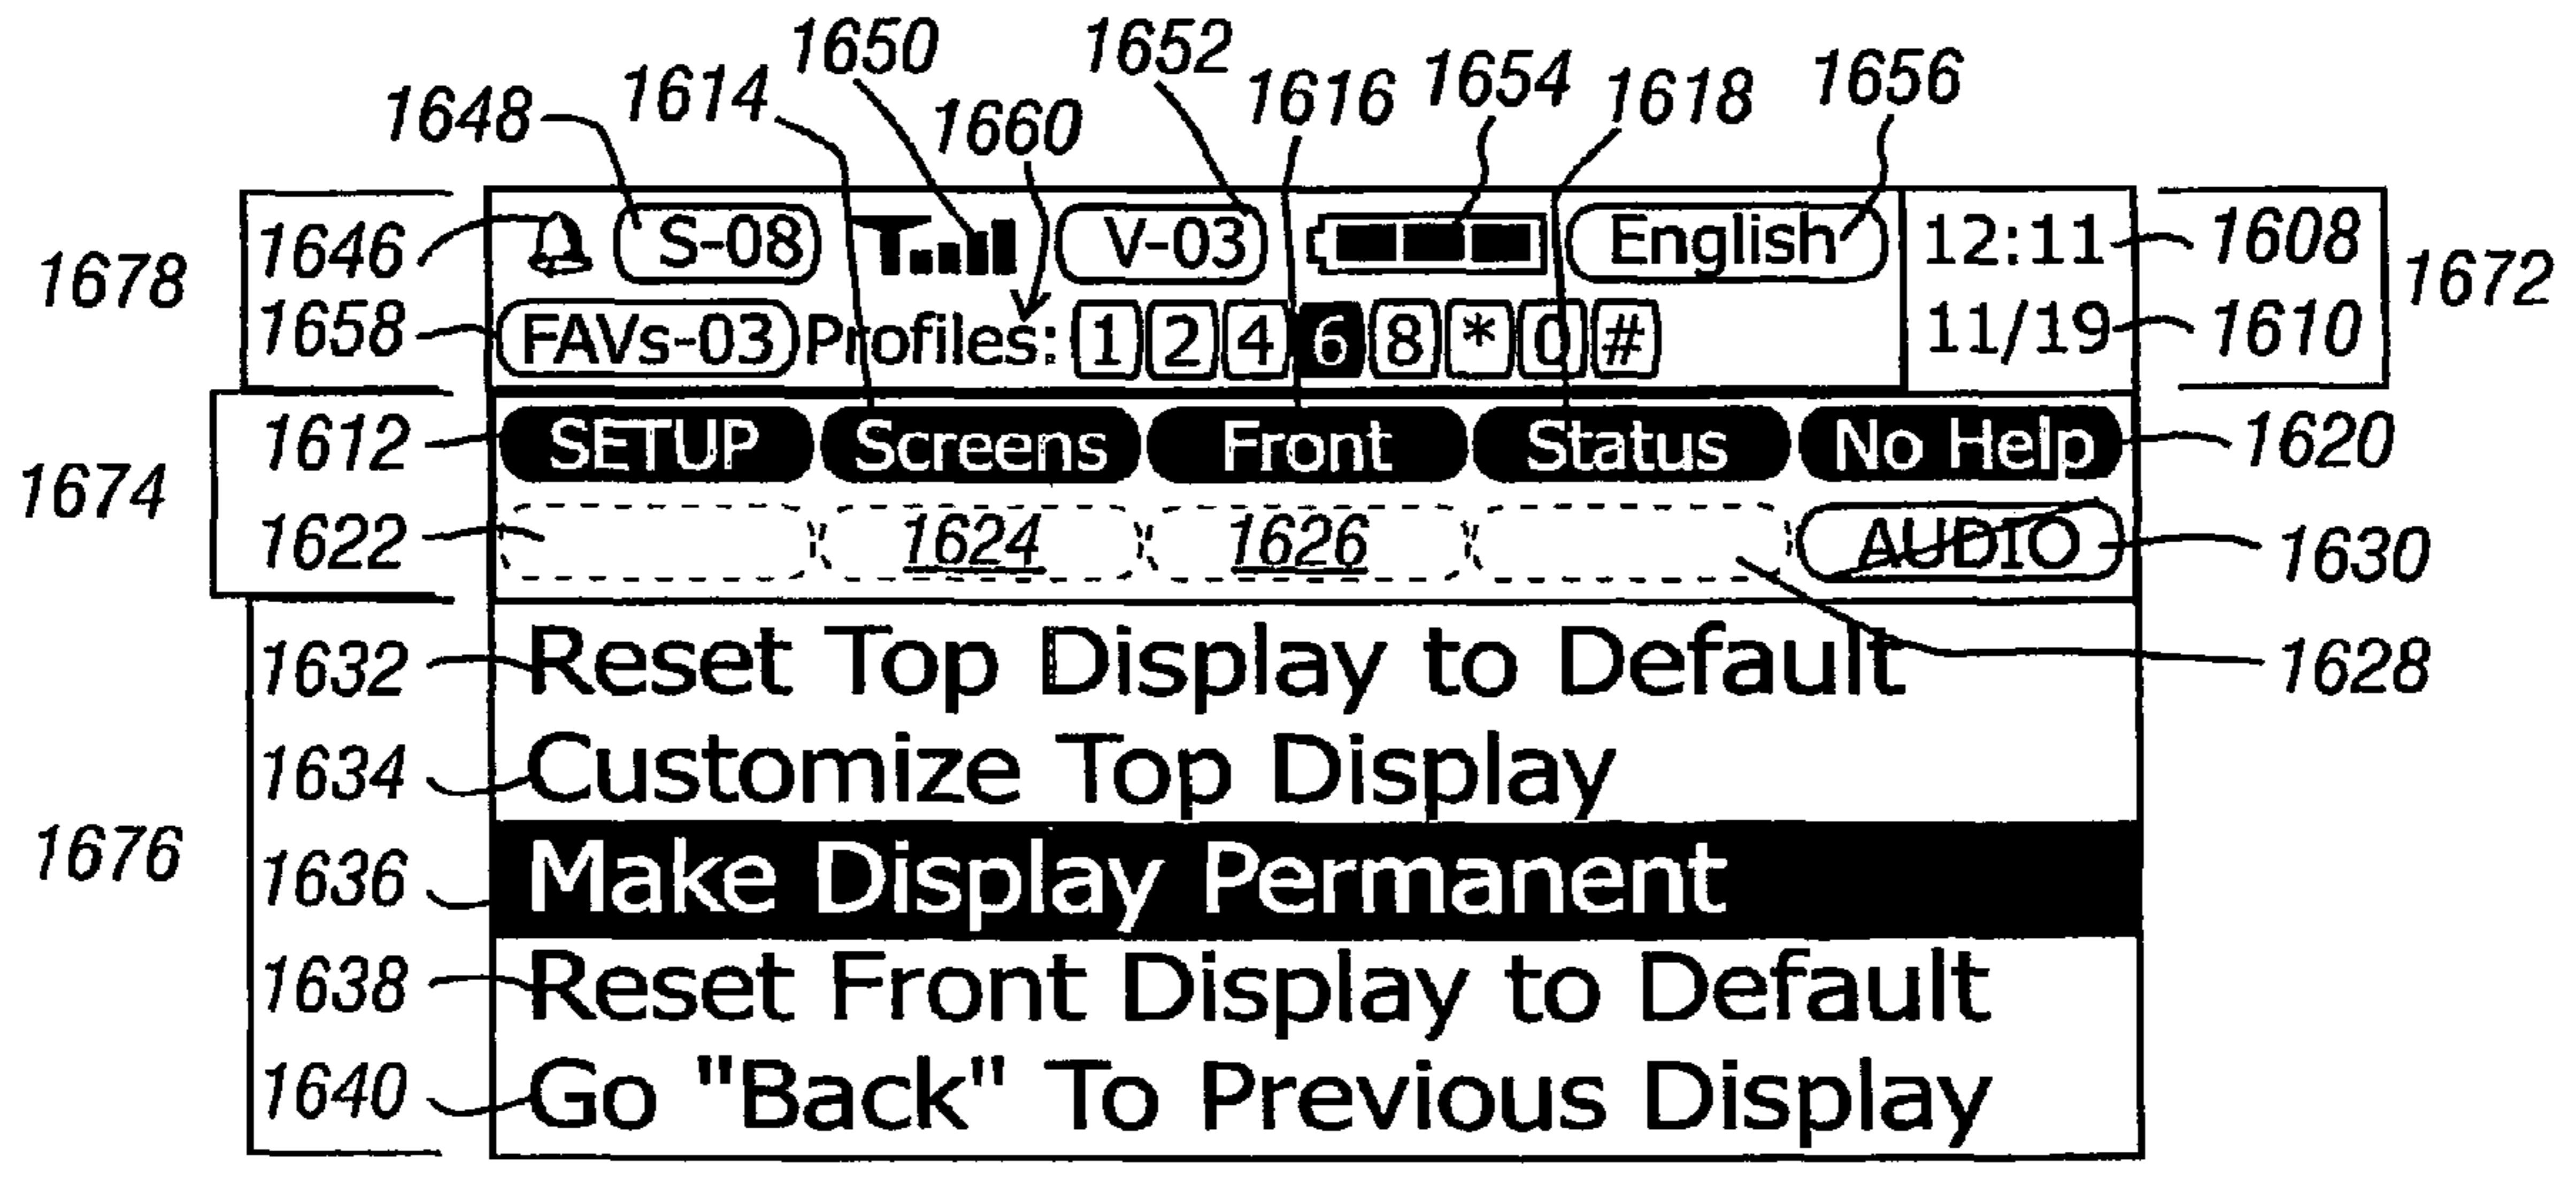 1650 1652
1648 1614 1660 1616 1654 1618 1656
1678 1646 S-08 V-03 English 12:11 1608 1672
1658 FAVs-03 Profiles: 1 2 4 6 8 * 0 # 11/19 1610
1674 1612 SETUP Screens Front Status No Help 1620
1622 1624 1626 AUDIO 1630
1632 Reset Top Display to Default 1628
1634 Customize Top Display
1676 1636 Make Display Permanent
1638 Reset Front Display to Default
1640 Go "Back" To Previous Display